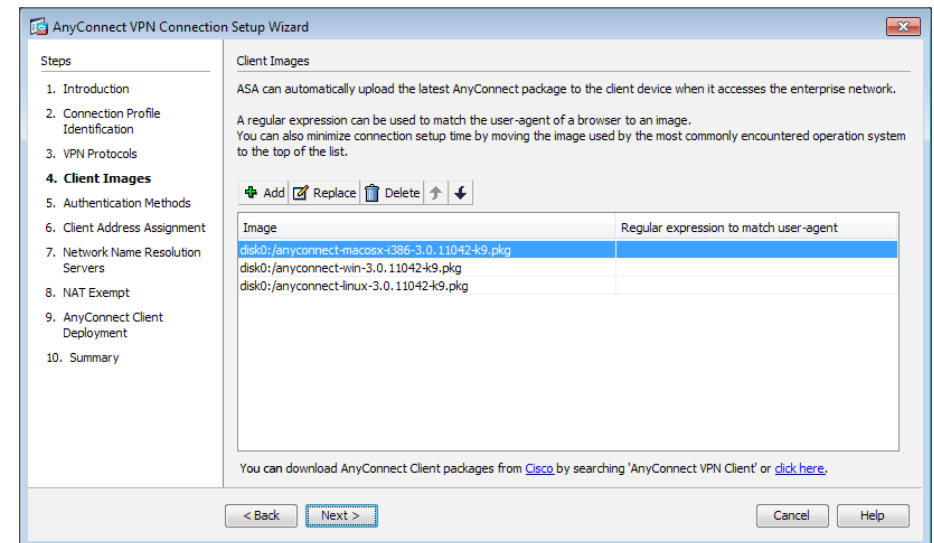 AnyConnect VPN Connection Setup Wizard
Steps
1. Introduction
2. Connection Profile
Identification
3. VPN Protocols
4. Client Images
5. Authentication Methods
6. Client Address Assignment
7. Network Name Resolution
Servers
8. NAT Exempt
9. AnyConnect Client
Deployment
10. Summary
Client Images
ASA can automatically upload the latest AnyConnect package to the client device when it accesses the enterprise network.
A regular expression can be used to match the user-agent of a browser to an image.
You can also minimize connection setup time by moving the image used by the most commonly encountered operation system
to the top of the list.
Add Replace Delete
Image Regular expression to match user-agent
disk0:/anyconnect-macosx-i386-3.0.11042-k9.pkg
disk0:/anyconnect-win-3.0.11042-k9.pkg
disk0:/anyconnect-linux-3.0.11042-k9.pkg
You can download AnyConnect Client packages from Cisco by searching 'AnyConnect VPN Client' or click here.
< Back Next > Cancel Help